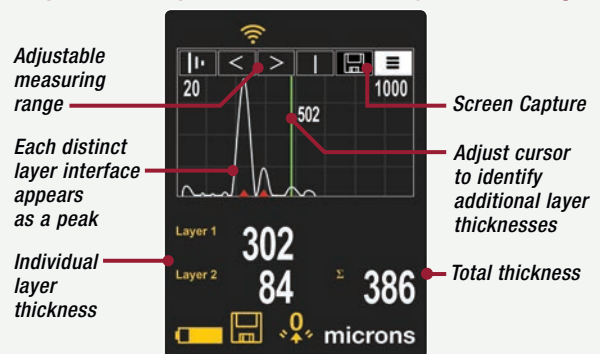 Adjustable
measuring
range
Each distinct
layer interface
appears
as a peak
Individual
layer
thickness
< >
20
1000
502
Layer 1
302
Layer 2
84
Σ
386
0
microns
Screen Capture
Adjust cursor
to identify
additional layer
thicknesses
Total thickness